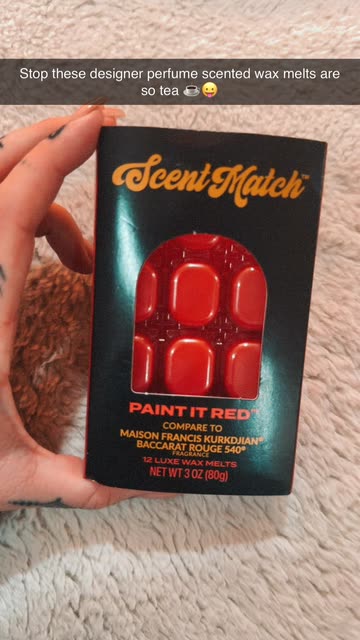 Stop these designer perfume scented wax melts are
so tea ☕😜
Scent Match™
PAINT IT RED™
COMPARE TO
MAISON FRANCIS KURKDJIAN®
BACCARAT ROUGE 540®
FRAGRANCE
12 LUXE WAX MELTS
NET WT 3 OZ (80g)